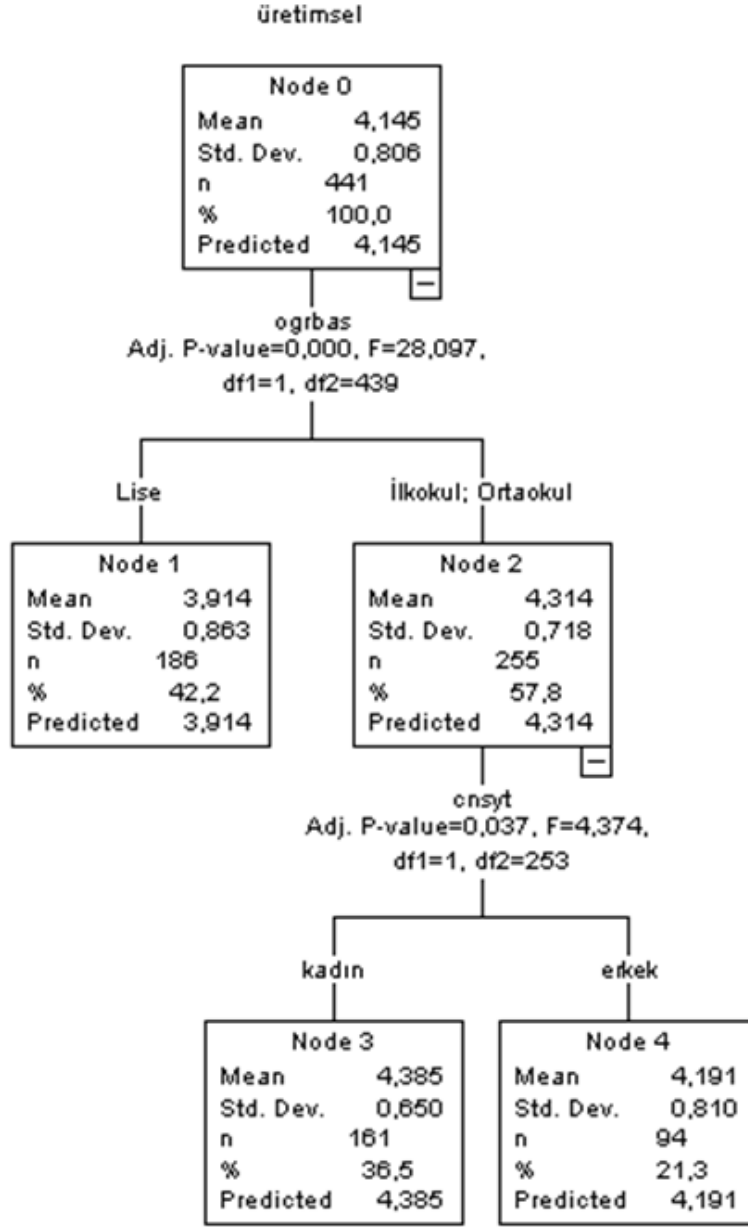 üretimsel
Node 0
Mean 4,145
Std. Dev. 0,806
n 441
% 100,0
Predicted 4,145
ogrbas
Adj. P-value=0,000, F=28,097,
df1=1, df2=439
Lise
İlkokul; Ortaokul
Node 1
Mean 3,914
Std. Dev. 0,863
n 186
% 42,2
Predicted 3,914
Node 2
Mean 4,314
Std. Dev. 0,718
n 255
% 57,8
Predicted 4,314
cnsyt
Adj. P-value=0,037, F=4,374,
df1=1, df2=253
kadın
erkek
Node 3
Mean 4,385
Std. Dev. 0,650
n 161
% 36,5
Predicted 4,385
Node 4
Mean 4,191
Std. Dev. 0,810
n 94
% 21,3
Predicted 4,191